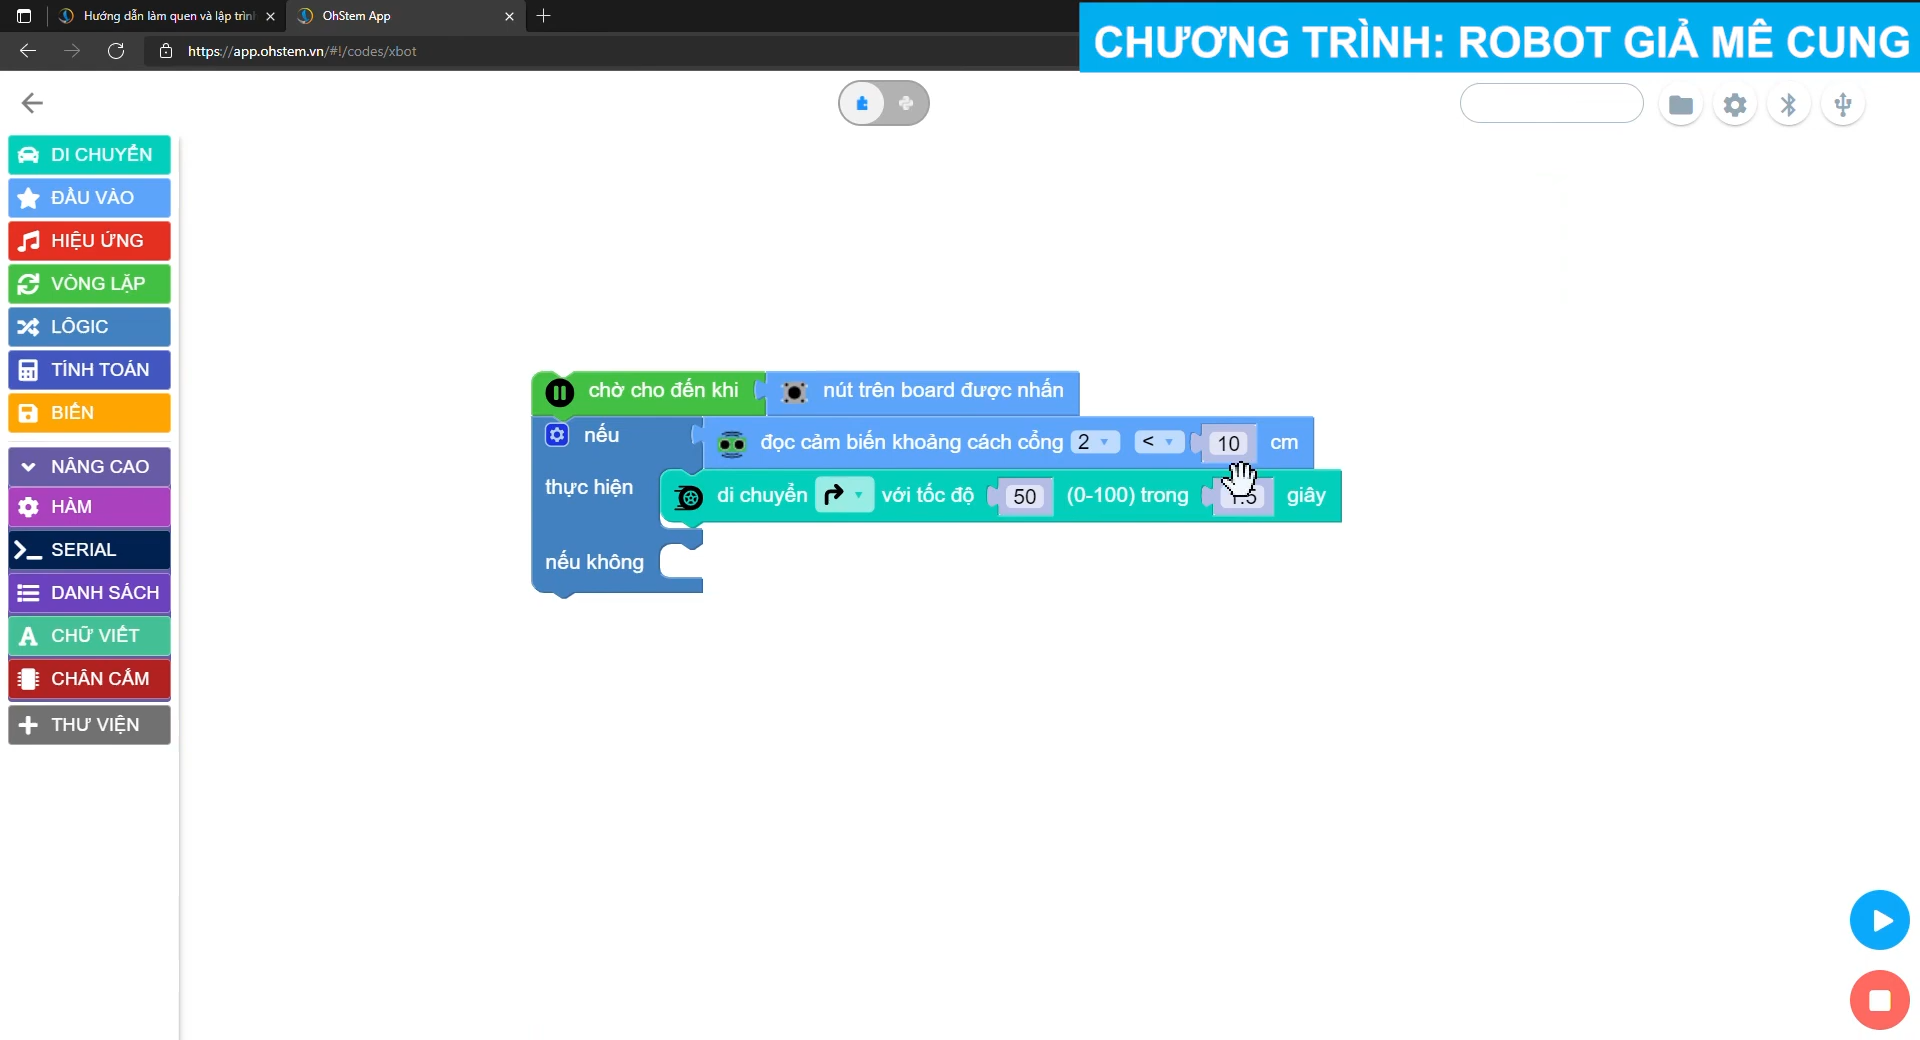 Hướng dẫn làm quen và lập trìn
OhStem App
https://app.ohstem.vn/#!/codes/xbot
CHƯƠNG TRÌNH: ROBOT GIẢ MÊ CUNG
DI CHUYỂN
ĐẦU VÀO
HIỆU ỨNG
VÒNG LẶP
LÔGIC
TÍNH TOÁN
BIẾN
NÂNG CAO
HÀM
SERIAL
DANH SÁCH
CHỮ VIẾT
CHÂN CẮM
THƯ VIỆN
chờ cho đến khi nút trên board được nhấn
nếu đọc cảm biến khoảng cách cổng 2 < 10 cm
thực hiện di chuyển với tốc độ 50 (0-100) trong 1.5 giây
nếu không